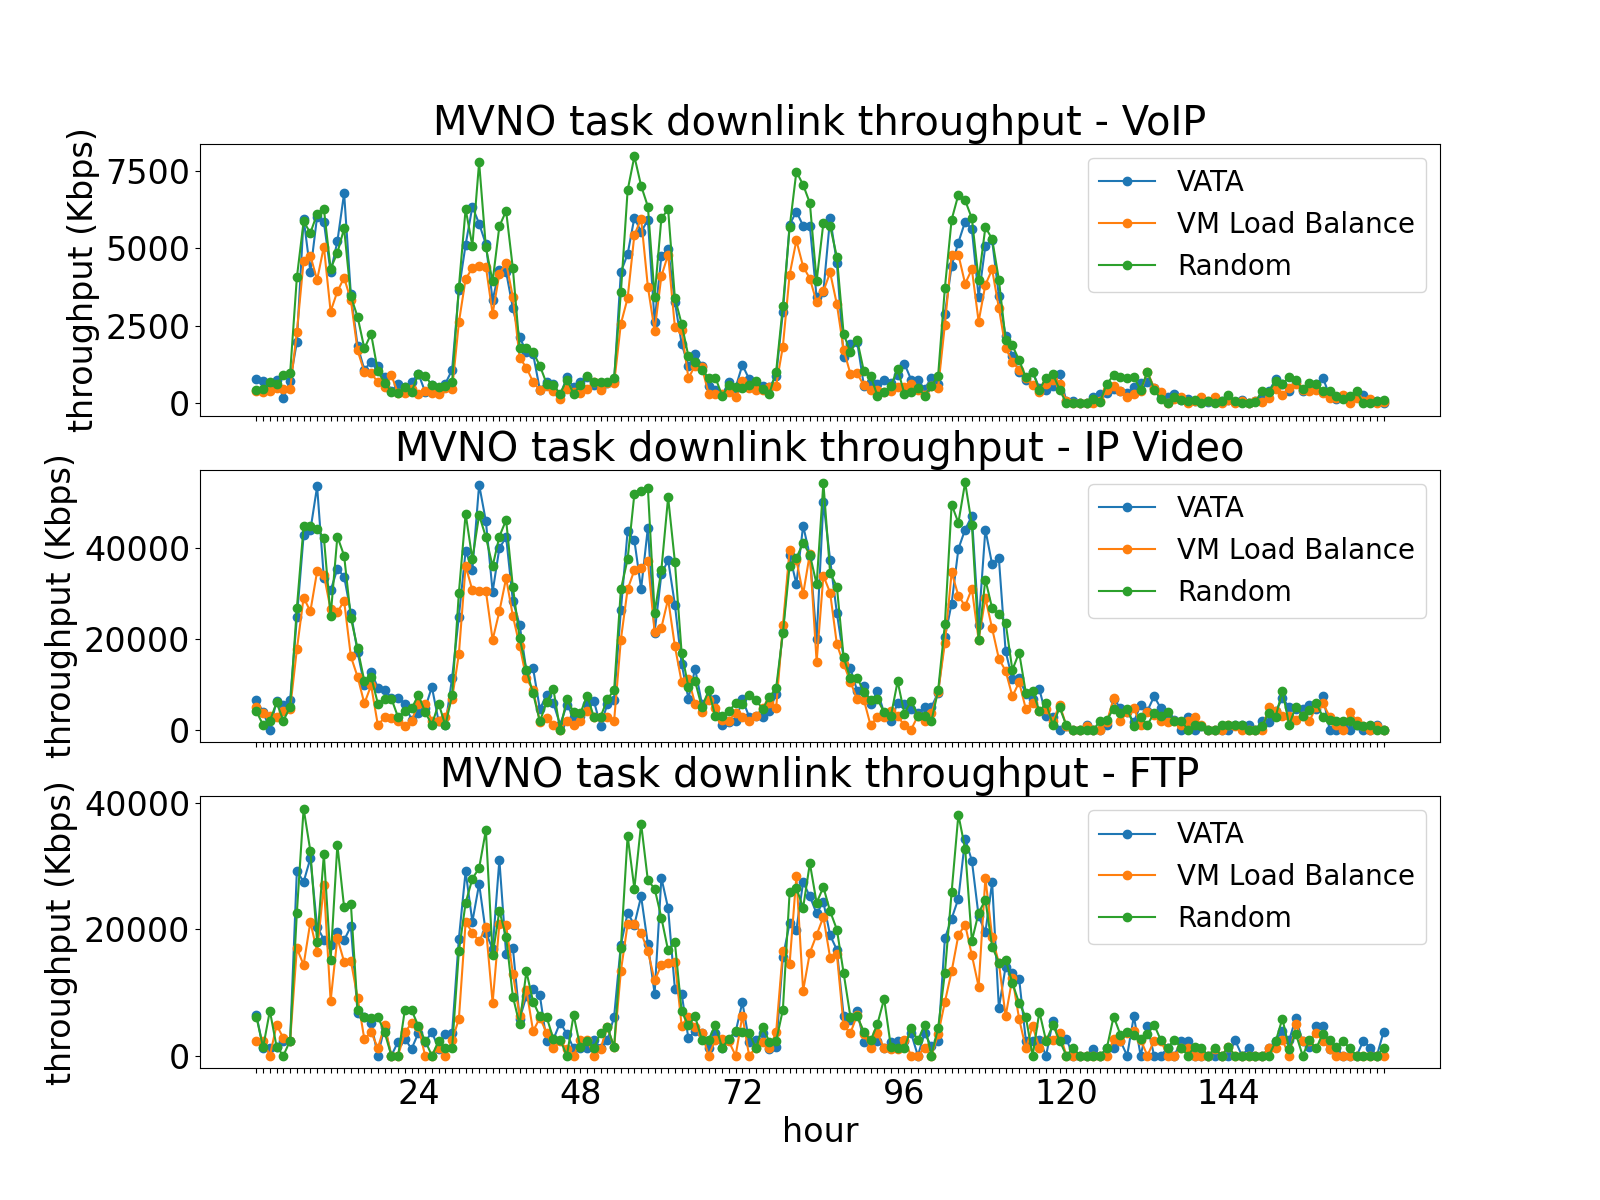 MVNO task downlink throughput - VoIP
throughput (Kbps)
7500
5000
2500
0
VATA
VM Load Balance
Random
MVNO task downlink throughput - IP Video
throughput (Kbps)
40000
20000
0
VATA
VM Load Balance
Random
MVNO task downlink throughput - FTP
throughput (Kbps)
40000
20000
0
VATA
VM Load Balance
Random
24 48 72 96 120 144
hour